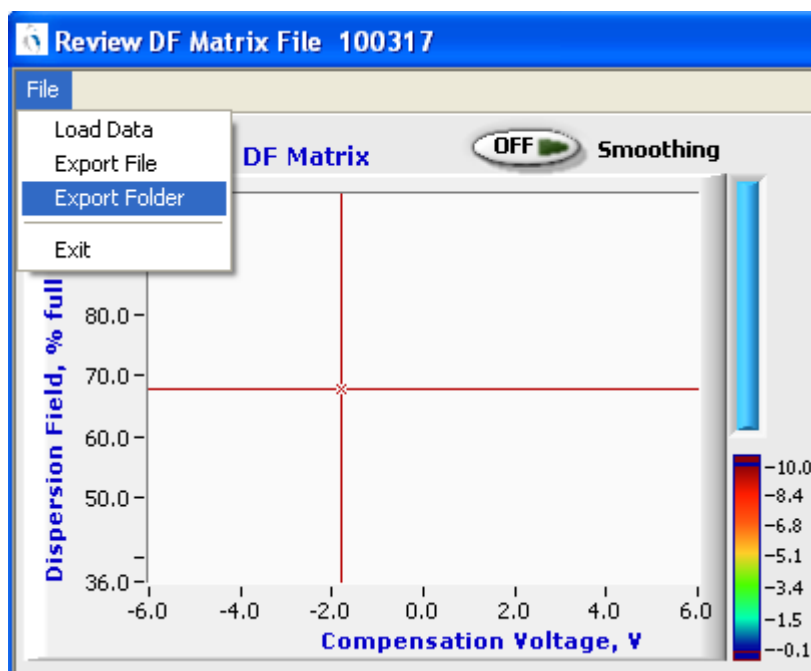 Review DF Matrix File 100317
File
Load Data
Export File
Export Folder
Exit
DF Matrix
OFF
Smoothing
Dispersion Field, % full
80.0
70.0
60.0
50.0
36.0
-6.0 -4.0 -2.0 0.0 2.0 4.0 6.0
Compensation Voltage, V
-10.0
-8.4
-6.8
-5.1
-3.4
-1.5
--0.1